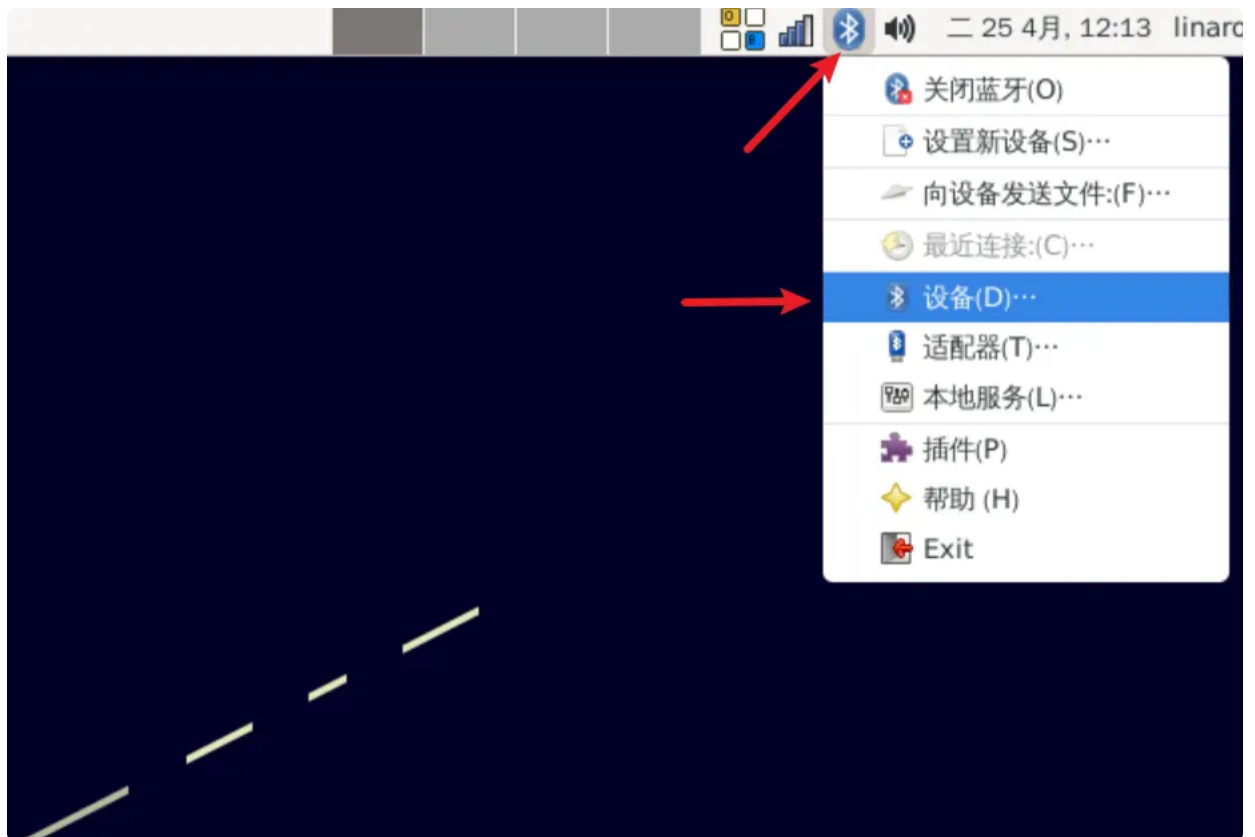 二 25 4月, 12:13 linaro
关闭蓝牙(O)
设置新设备(S)…
向设备发送文件:(F)…
最近连接:(C)…
设备(D)…
适配器(T)…
本地服务(L)…
插件(P)
帮助 (H)
Exit